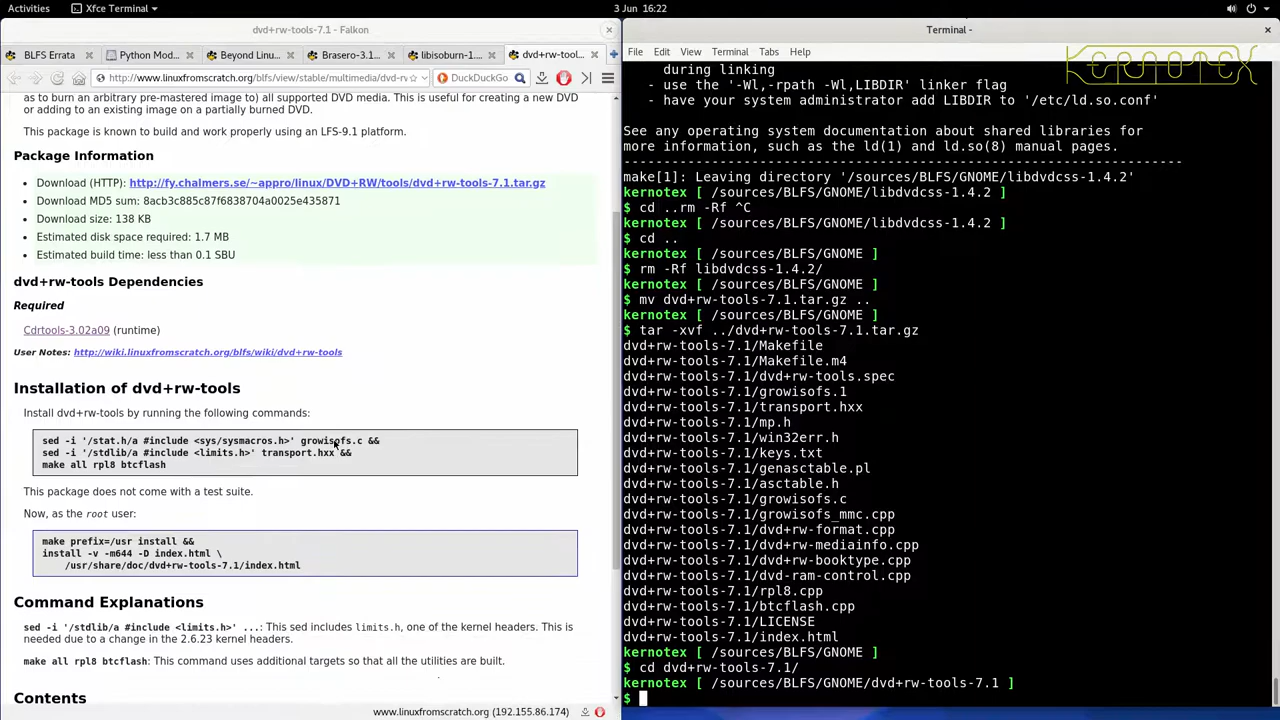 Activities
Xfce Terminal
3 Jun 16:22
dvd+rw-tools-7.1 - Falkon
BLFS Errata
Python Mod...
Beyond Linu...
Brasero-3.1...
libisoburn-1...
dvd+rw-tool...
http://www.linuxfromscratch.org/blfs/view/stable/multimedia/dvd-rw
DuckDuckGo
as to burn an arbitrary pre-mastered image to) all supported DVD media. This is useful for creating a new DVD
or adding to an existing image on a partially burned DVD.
This package is known to build and work properly using an LFS-9.1 platform.
Package Information
Download (HTTP): http://fy.chalmers.se/~appro/linux/DVD+RW/tools/dvd+rw-tools-7.1.tar.gz
Download MD5 sum: 8acb3c885c87f6838704a0025e435871
Download size: 138 KB
Estimated disk space required: 1.7 MB
Estimated build time: less than 0.1 SBU
dvd+rw-tools Dependencies
Required
Cdrtools-3.02a09 (runtime)
User Notes: http://wiki.linuxfromscratch.org/blfs/wiki/dvd+rw-tools
Installation of dvd+rw-tools
Install dvd+rw-tools by running the following commands:
sed -i '/stat.h/a #include <sys/sysmacros.h>' growisofs.c &&
sed -i '/stdlib/a #include <limits.h>' transport.hxx &&
make all rpl8 btcflash
This package does not come with a test suite.
Now, as the root user:
make prefix=/usr install &&
install -v -m644 -D index.html \
/usr/share/doc/dvd+rw-tools-7.1/index.html
Command Explanations
sed -i '/stdlib/a #include <limits.h>' ...: This sed includes limits.h, one of the kernel headers. This is
needed due to a change in the 2.6.23 kernel headers.
make all rpl8 btcflash: This command uses additional targets so that all the utilities are built.
Contents
www.linuxfromscratch.org (192.155.86.174)
Terminal -
File Edit View Terminal Tabs Help
KERNOTEX
during linking
- use the '-Wl,-rpath -Wl,LIBDIR' linker flag
- have your system administrator add LIBDIR to '/etc/ld.so.conf'
See any operating system documentation about shared libraries for
more information, such as the ld(1) and ld.so(8) manual pages.
----------------------------------------------------------------------
make[1]: Leaving directory '/sources/BLFS/GNOME/libdvdcss-1.4.2'
kernotex [ /sources/BLFS/GNOME/libdvdcss-1.4.2 ]
$ cd ..rm -Rf ^C
kernotex [ /sources/BLFS/GNOME/libdvdcss-1.4.2 ]
$ cd ..
kernotex [ /sources/BLFS/GNOME ]
$ rm -Rf libdvdcss-1.4.2/
kernotex [ /sources/BLFS/GNOME ]
$ mv dvd+rw-tools-7.1.tar.gz ..
kernotex [ /sources/BLFS/GNOME ]
$ tar -xvf ../dvd+rw-tools-7.1.tar.gz
dvd+rw-tools-7.1/Makefile
dvd+rw-tools-7.1/Makefile.m4
dvd+rw-tools-7.1/dvd+rw-tools.spec
dvd+rw-tools-7.1/growisofs.1
dvd+rw-tools-7.1/transport.hxx
dvd+rw-tools-7.1/mp.h
dvd+rw-tools-7.1/win32err.h
dvd+rw-tools-7.1/keys.txt
dvd+rw-tools-7.1/genasctable.pl
dvd+rw-tools-7.1/asctable.h
dvd+rw-tools-7.1/growisofs.c
dvd+rw-tools-7.1/growisofs_mmc.cpp
dvd+rw-tools-7.1/dvd+rw-format.cpp
dvd+rw-tools-7.1/dvd+rw-mediainfo.cpp
dvd+rw-tools-7.1/dvd+rw-booktype.cpp
dvd+rw-tools-7.1/dvd-ram-control.cpp
dvd+rw-tools-7.1/rpl8.cpp
dvd+rw-tools-7.1/btcflash.cpp
dvd+rw-tools-7.1/LICENSE
dvd+rw-tools-7.1/index.html
kernotex [ /sources/BLFS/GNOME ]
$ cd dvd+rw-tools-7.1/
kernotex [ /sources/BLFS/GNOME/dvd+rw-tools-7.1 ]
$